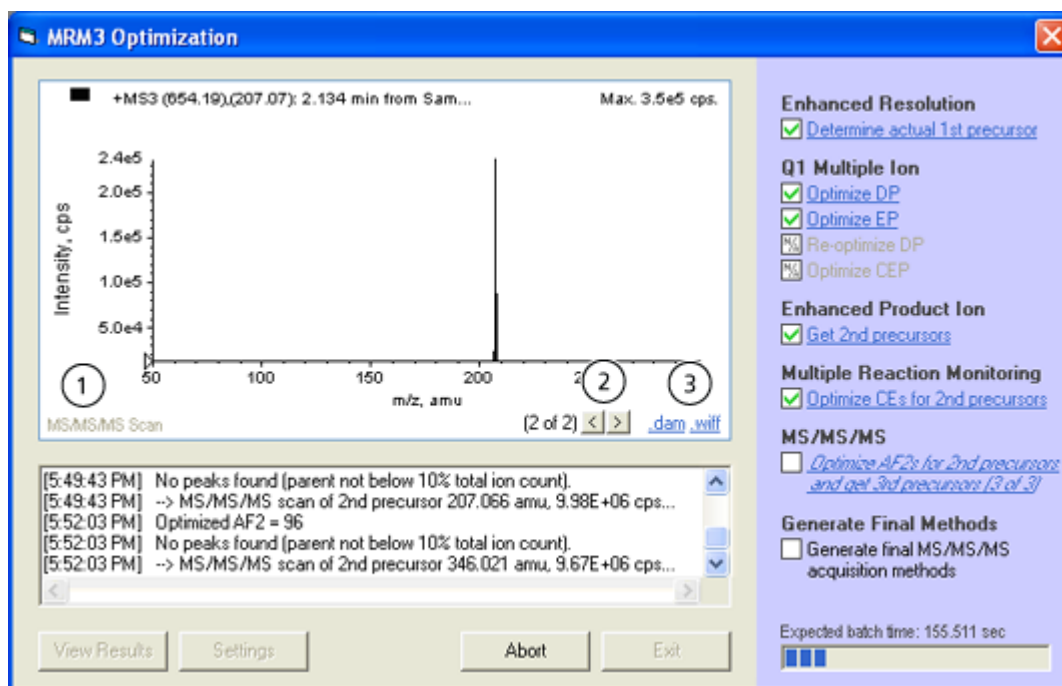 MRM3 Optimization
+MS3 (654.19),(207.07): 2.134 min from Sam...
Max. 3.5e5 cps.
2.4e5
2.0e5
1.5e5
1.0e5
5.0e4
Intensity, cps
50 100 150 200
m/z, amu
1
2
3
MS/MS/MS Scan
(2 of 2) < > .dam .wiff
[5:49:43 PM] No peaks found (parent not below 10% total ion count).
[5:49:43 PM] --> MS/MS/MS scan of 2nd precursor 207.066 amu, 9.98E+06 cps...
[5:52:03 PM] Optimized AF2 = 96
[5:52:03 PM] No peaks found (parent not below 10% total ion count).
[5:52:03 PM] --> MS/MS/MS scan of 2nd precursor 346.021 amu, 9.67E+06 cps...
View Results
Settings
Abort
Exit
Enhanced Resolution
Determine actual 1st precursor
Q1 Multiple Ion
Optimize DP
Optimize EP
Re-optimize DP
Optimize CEP
Enhanced Product Ion
Get 2nd precursors
Multiple Reaction Monitoring
Optimize CEs for 2nd precursors
MS/MS/MS
Optimize AF2s for 2nd precursors
and get 3rd precursors (3 of 3)
Generate Final Methods
Generate final MS/MS/MS
acquisition methods
Expected batch time: 155.511 sec